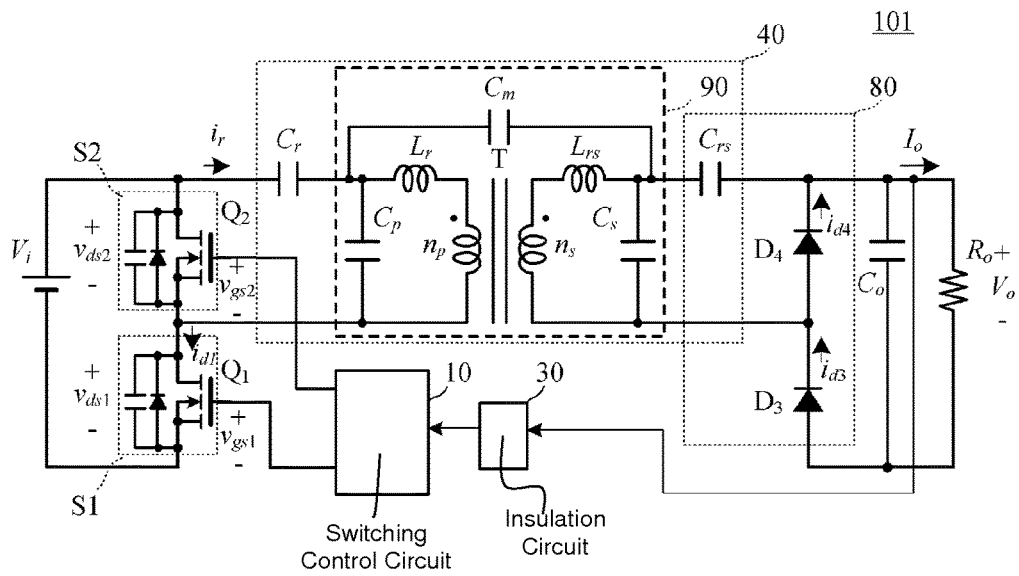 101
40
90
80
C_m
i_r
C_r
L_r
T
L_rs
C_rs
I_o
S2
Q_2
C_p
C_s
i_d4
n_p
n_s
D_4
C_o
R_o
+
V_o
-
V_i
+
v_ds2
-
+
v_gs2
-
i_d1
+
v_ds1
-
Q_1
+
v_gs1
-
10
30
i_d3
D_3
S1
Switching
Control Circuit
Insulation
Circuit